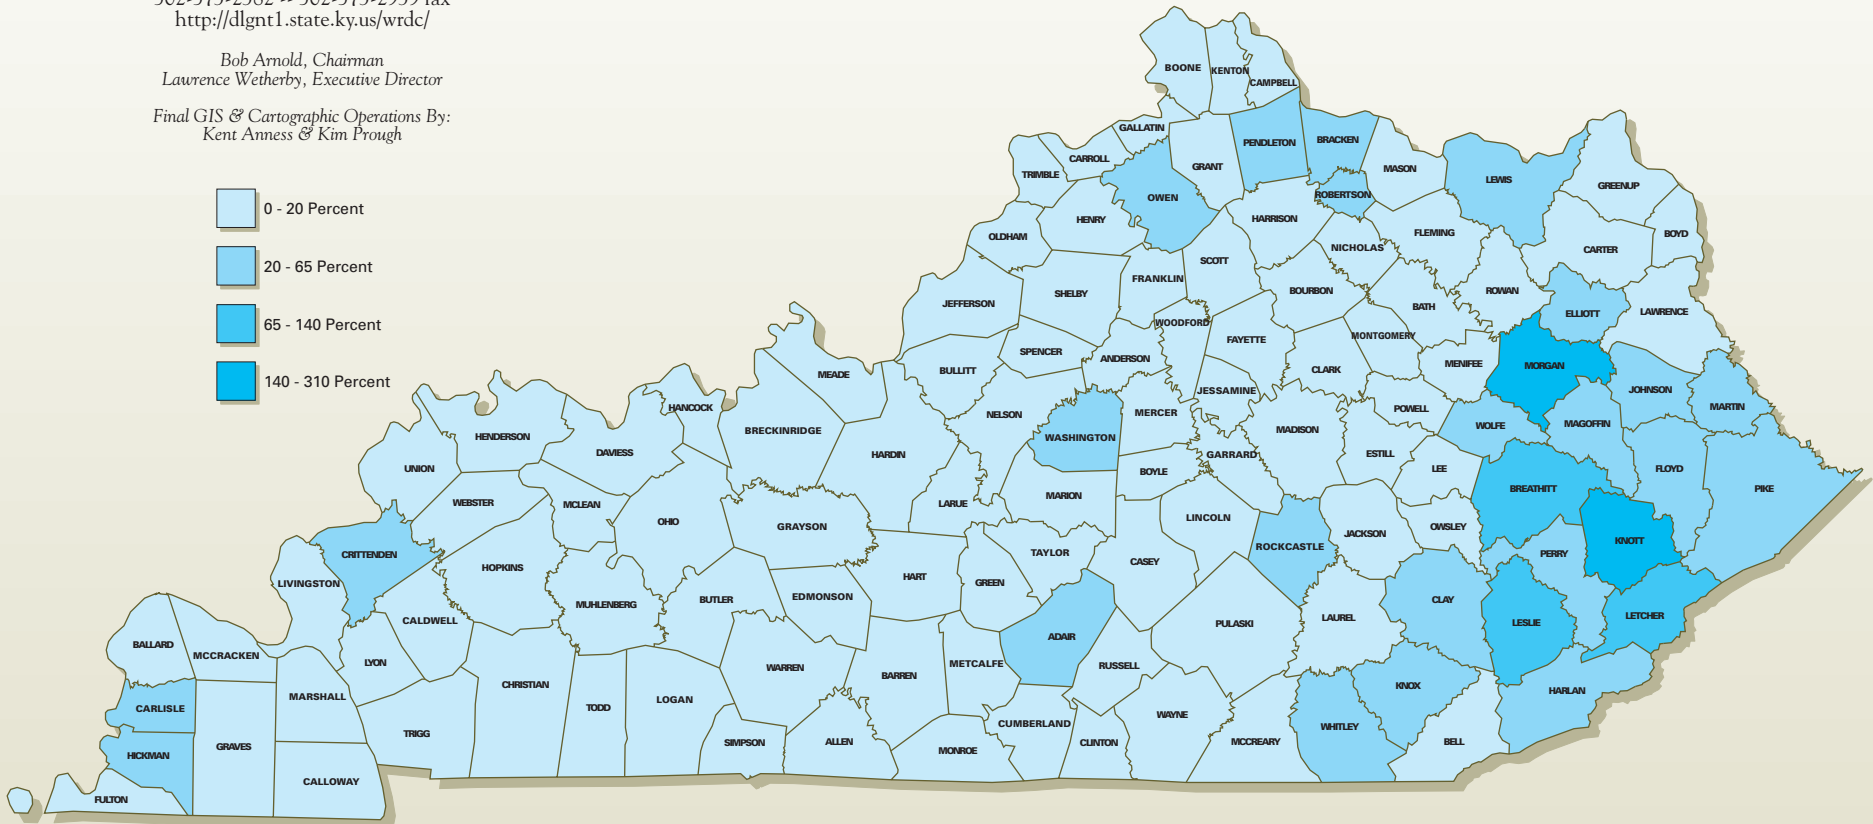 http://dlgnt1.state.ky.us/wrdc/
Bob Arnold, Chairman
Lawrence Wetherby, Executive Director
Final GIS & Cartographic Operations By:
Kent Anness & Kim Prough
0 - 20 Percent
20 - 65 Percent
65 - 140 Percent
140 - 310 Percent
BOONE
KENTON
CAMPBELL
GALLATIN
CARROLL
TRIMBLE
GRANT
PENDLETON
BRACKEN
MASON
LEWIS
GREENUP
OWEN
ROBERTSON
HENRY
HARRISON
OLDHAM
NICHOLAS
FLEMING
CARTER
BOYD
SCOTT
FRANKLIN
SHELBY
JEFFERSON
BOURBON
ROWAN
BATH
ELLIOTT
LAWRENCE
WOODFORD
FAYETTE
MONTGOMERY
SPENCER
ANDERSON
BULLITT
CLARK
MENIFEE
MORGAN
MEADE
JESSAMINE
JOHNSON
MARTIN
HANCOCK
NELSON
MERCER
POWELL
WOLFE
MAGOFFIN
BRECKINRIDGE
HENDERSON
WASHINGTON
MADISON
DAVIESS
HARDIN
GARRARD
ESTILL
UNION
BOYLE
LEE
FLOYD
BREATHITT
PIKE
WEBSTER
MCLEAN
LARUE
MARION
OHIO
GRAYSON
LINCOLN
OWSLEY
JACKSON
ROCKCASTLE
KNOTT
CRITTENDEN
TAYLOR
PERRY
CASEY
HOPKINS
HART
GREEN
LIVINGSTON
MUHLENBERG
BUTLER
EDMONSON
CLAY
CALDWELL
PULASKI
LAUREL
LESLIE
LETCHER
BALLARD
MCCRACKEN
ADAIR
LYON
METCALFE
RUSSELL
WARREN
BARREN
CHRISTIAN
MARSHALL
KNOX
HARLAN
LOGAN
TODD
CARLISLE
WAYNE
CUMBERLAND
WHITLEY
TRIGG
SIMPSON
ALLEN
CLINTON
MCCREARY
BELL
GRAVES
MONROE
HICKMAN
CALLOWAY
FULTON